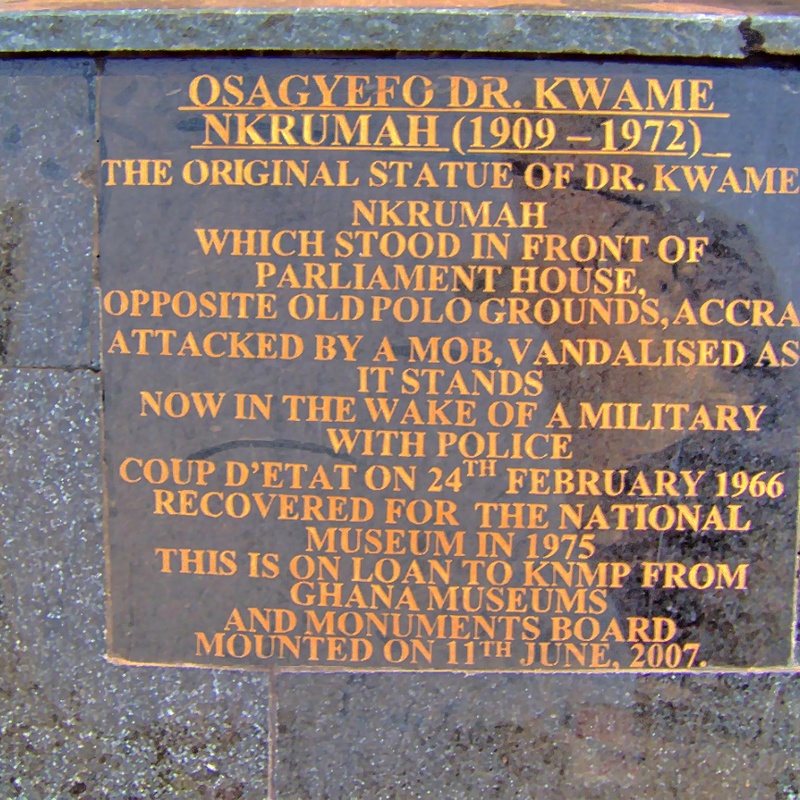 OSAGYEFO DR. KWAME
NKRUMAH (1909 – 1972)
THE ORIGINAL STATUE OF DR. KWAME
NKRUMAH
WHICH STOOD IN FRONT OF
PARLIAMENT HOUSE,
OPPOSITE OLD POLO GROUNDS, ACCRA
ATTACKED BY A MOB, VANDALISED AS
IT STANDS
NOW IN THE WAKE OF A MILITARY
WITH POLICE
COUP D'ETAT ON 24TH FEBRUARY 1966
RECOVERED FOR THE NATIONAL
MUSEUM IN 1975
THIS IS ON LOAN TO KNMP FROM
GHANA MUSEUMS
AND MONUMENTS BOARD
MOUNTED ON 11TH JUNE, 2007.